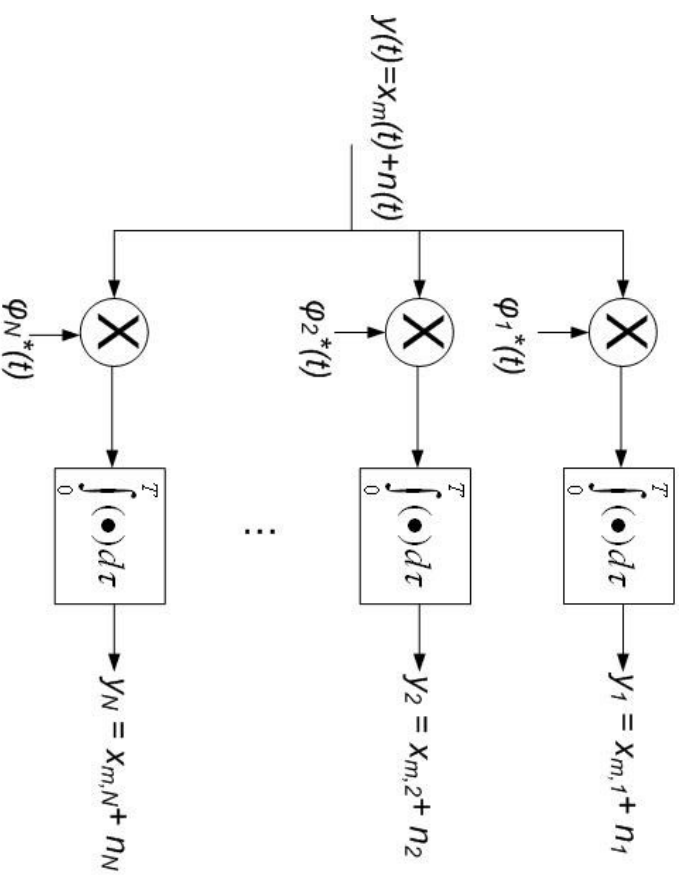 y(t)=x_m(t)+n(t)
X
φ_1*(t)
∫_0^T(•)dτ
y_1 = x_{m,1}+ n_1
X
φ_2*(t)
∫_0^T(•)dτ
y_2 = x_{m,2}+ n_2
...
X
φ_N*(t)
∫_0^T(•)dτ
y_N = x_{m,N}+ n_N